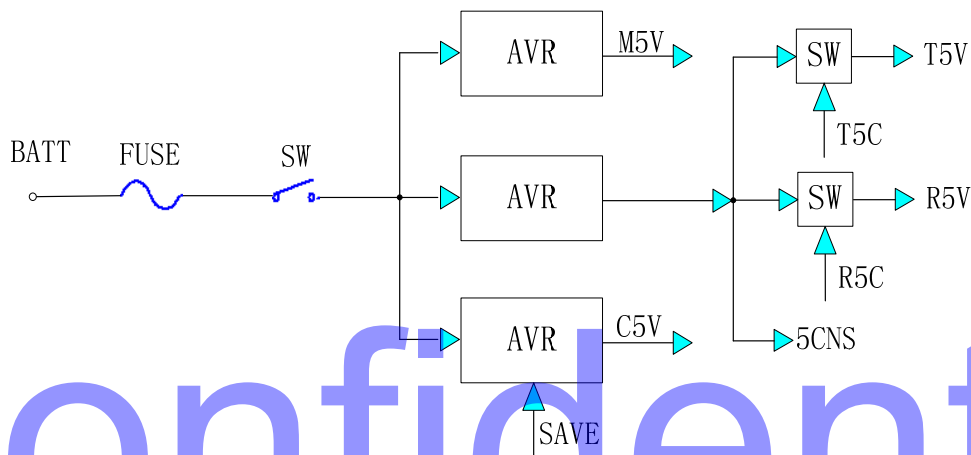 AVR
M5V
SW
T5V
T5C
BATT
FUSE
SW
AVR
SW
R5V
R5C
AVR
C5V
5CNS
SAVE
onfident